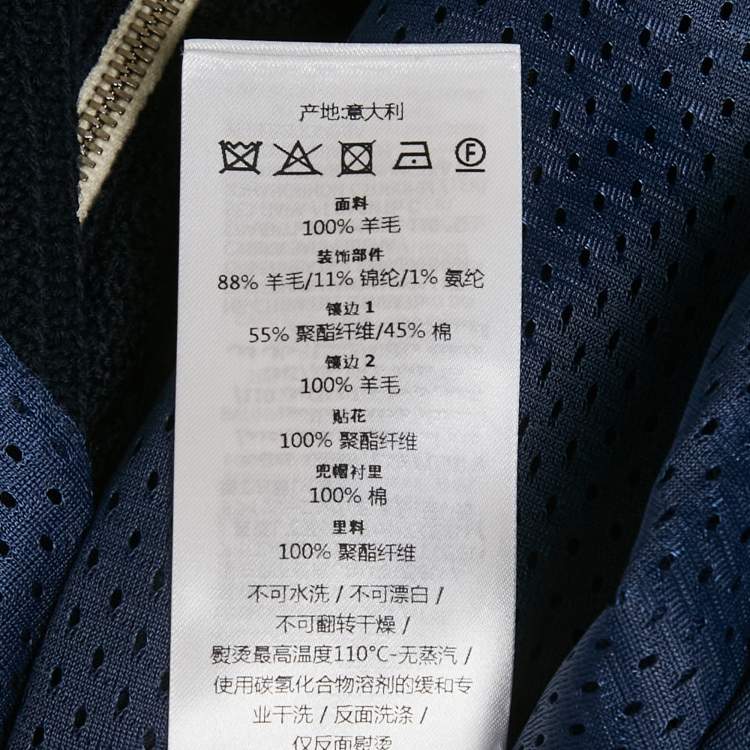 产地:意大利
F
面料
100% 羊毛
装饰部件
88% 羊毛/11% 锦纶/1% 氨纶
镶边 1
55% 聚酯纤维/45% 棉
镶边 2
100% 羊毛
贴花
100% 聚酯纤维
兜帽衬里
100% 棉
里料
100% 聚酯纤维
不可水洗 / 不可漂白 /
不可翻转干燥 /
熨烫最高温度110°C-无蒸汽 /
使用碳氢化合物溶剂的缓和专
业干洗 / 反面洗涤 /
仅反面熨烫